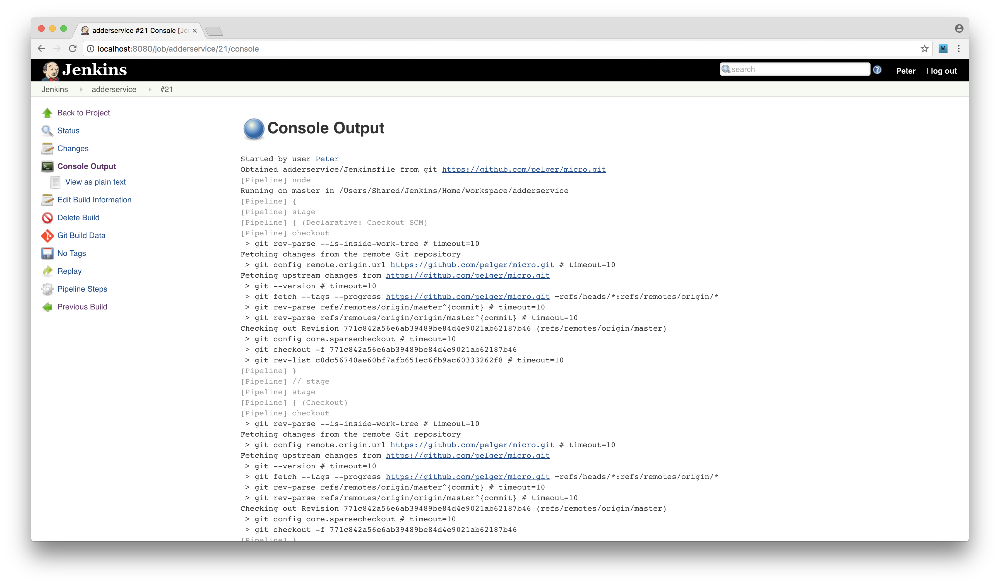 adderservice #21 Console [Je
localhost:8080/job/adderservice/21/console
M
Jenkins
search
?
Peter
| log out
Jenkins
adderservice
#21
Back to Project
Status
Changes
Console Output
View as plain text
Edit Build Information
Delete Build
Git Build Data
No Tags
Replay
Pipeline Steps
Previous Build
Console Output
Started by user Peter
Obtained adderservice/Jenkinsfile from git https://github.com/pelger/micro.git
[Pipeline] node
Running on master in /Users/Shared/Jenkins/Home/workspace/adderservice
[Pipeline] {
[Pipeline] stage
[Pipeline] { (Declarative: Checkout SCM)
[Pipeline] checkout
 > git rev-parse --is-inside-work-tree # timeout=10
Fetching changes from the remote Git repository
 > git config remote.origin.url https://github.com/pelger/micro.git # timeout=10
Fetching upstream changes from https://github.com/pelger/micro.git
 > git --version # timeout=10
 > git fetch --tags --progress https://github.com/pelger/micro.git +refs/heads/*:refs/remotes/origin/*
 > git rev-parse refs/remotes/origin/master^{commit} # timeout=10
 > git rev-parse refs/remotes/origin/origin/master^{commit} # timeout=10
Checking out Revision 771c842a56e6ab39489be84d4e9021ab62187b46 (refs/remotes/origin/master)
 > git config core.sparsecheckout # timeout=10
 > git checkout -f 771c842a56e6ab39489be84d4e9021ab62187b46
 > git rev-list c0dc56740ae60bf7afb651ec6fb9ac60333262f8 # timeout=10
[Pipeline] }
[Pipeline] // stage
[Pipeline] stage
[Pipeline] { (Checkout)
[Pipeline] checkout
 > git rev-parse --is-inside-work-tree # timeout=10
Fetching changes from the remote Git repository
 > git config remote.origin.url https://github.com/pelger/micro.git # timeout=10
Fetching upstream changes from https://github.com/pelger/micro.git
 > git --version # timeout=10
 > git fetch --tags --progress https://github.com/pelger/micro.git +refs/heads/*:refs/remotes/origin/*
 > git rev-parse refs/remotes/origin/master^{commit} # timeout=10
 > git rev-parse refs/remotes/origin/origin/master^{commit} # timeout=10
Checking out Revision 771c842a56e6ab39489be84d4e9021ab62187b46 (refs/remotes/origin/master)
 > git config core.sparsecheckout # timeout=10
 > git checkout -f 771c842a56e6ab39489be84d4e9021ab62187b46
[Pipeline] }